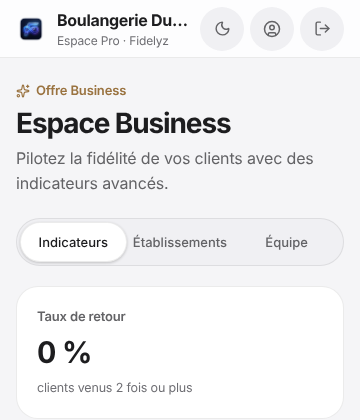 Boulangerie Du...
Espace Pro · Fidelyz
Offre Business
Espace Business
Pilotez la fidélité de vos clients avec des
indicateurs avancés.
Indicateurs Établissements Équipe
Taux de retour
0 %
clients venus 2 fois ou plus